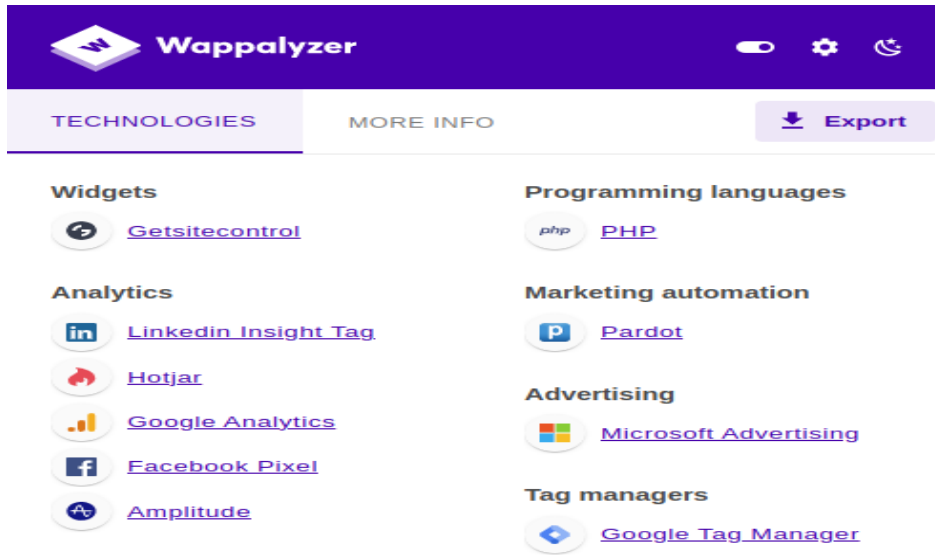 Wappalyzer
TECHNOLOGIES
MORE INFO
Export
Widgets
Getsitecontrol
Analytics
Linkedin Insight Tag
Hotjar
Google Analytics
Facebook Pixel
Amplitude
Programming languages
php PHP
Marketing automation
Pardot
Advertising
Microsoft Advertising
Tag managers
Google Tag Manager